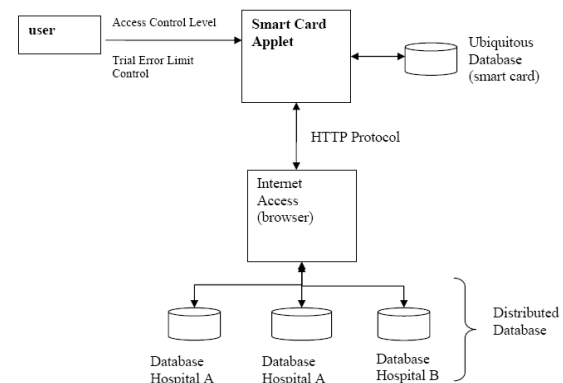 user
Access Control Level
Trial Error Limit
Control
Smart Card
Applet
Ubiquitous
Database
(smart card)
HTTP Protocol
Internet
Access
(browser)
Distributed
Database
Database
Hospital A
Database
Hospital A
Database
Hospital B